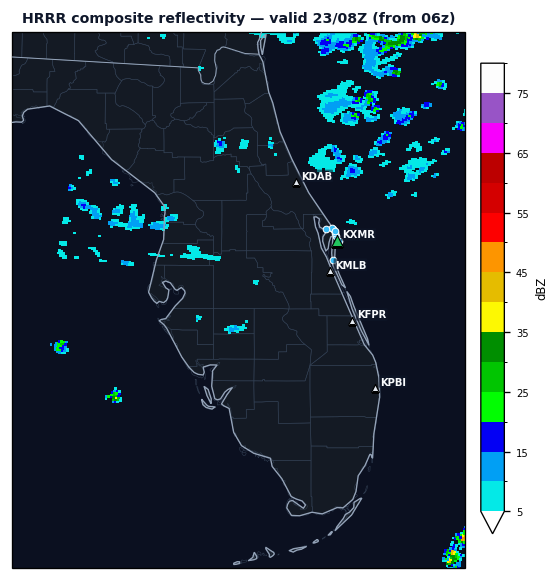 HRRR composite reflectivity — valid 23/08Z (from 06z)
KDAB
KXMR
KMLB
KFPR
KPBI
75
65
55
45
35
25
15
5
dBZ